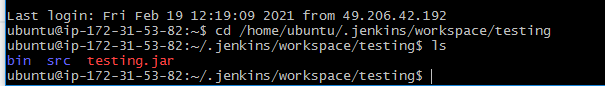 Last login: Fri Feb 19 12:19:09 2021 from 49.206.42.192
ubuntu@ip-172-31-53-82:~$ cd /home/ubuntu/.jenkins/workspace/testing
ubuntu@ip-172-31-53-82:~/.jenkins/workspace/testing$ ls
bin  src  testing.jar
ubuntu@ip-172-31-53-82:~/.jenkins/workspace/testing$